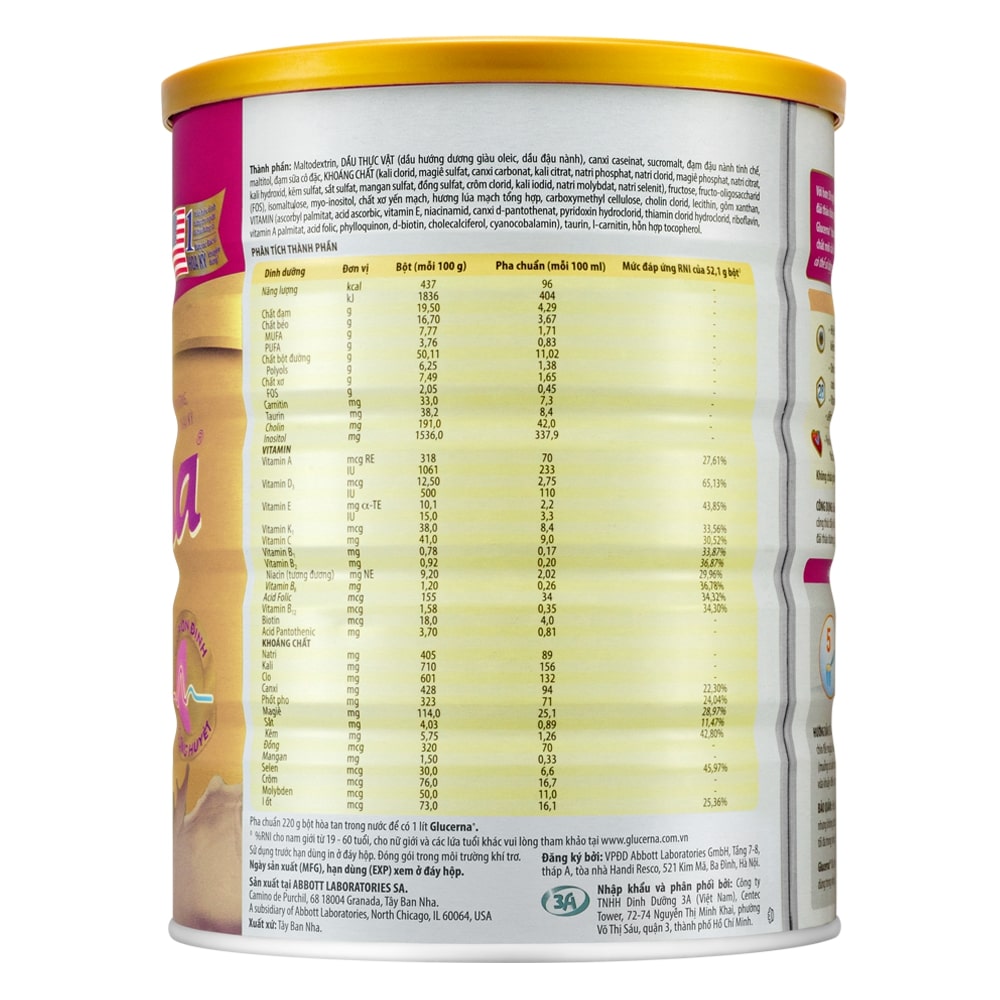 Thành phần: Maltodextrin, DẦU THỰC VẬT (dầu hướng dương giàu oleic, dầu đậu nành), canxi caseinat, sucromalt, đạm đậu nành tinh chế,
maltitol, đạm sữa cô đặc, KHOÁNG CHẤT (kali clorid, magiê sulfat, canxi carbonat, kali citrat, natri phosphat, natri clorid, magiê phosphat, natri citrat,
kali hydroxid, kẽm sulfat, sắt sulfat, mangan sulfat, đồng sulfat, crôm clorid, kali iodid, natri molybdat, natri selenit), fructose, fructo-oligosaccharid
(FOS), isomaltulose, myo-inositol, chất xơ yến mạch, hương lúa mạch tổng hợp, carboxymethyl cellulose, cholin clorid, lecithin, gôm xanthan,
VITAMIN (ascorbyl palmitat, acid ascorbic, vitamin E, niacinamid, canxi d-pantothenat, pyridoxin hydroclorid, thiamin clorid hydroclorid, riboflavin,
vitamin A palmitat, acid folic, phylloquinon, d-biotin, cholecalciferol, cyanocobalamin), taurin, l-carnitin, hỗn hợp tocopherol.
PHÂN TÍCH THÀNH PHẦN
Dinh dưỡng Đơn vị Bột (mỗi 100 g) Pha chuẩn (mỗi 100 ml) Mức đáp ứng RNI của 52,1 g bột¹
Năng lượng kcal 437 96 -
kJ 1836 404 -
Chất đạm g 19,50 4,29 -
Chất béo g 16,70 3,67 -
MUFA g 7,77 1,71 -
PUFA g 3,76 0,83 -
Chất bột đường g 50,11 11,02 -
Polyols g 6,25 1,38 -
Chất xơ g 7,49 1,65 -
FOS g 2,05 0,45 -
Carnitin mg 33,0 7,3 -
Taurin mg 38,2 8,4 -
Cholin mg 191,0 42,0 -
Inositol mg 1536,0 337,9 -
VITAMIN
Vitamin A mcg RE 318 70 27,61%
IU 1061 233
Vitamin D₃ mcg 12,50 2,75 65,13%
IU 500 110
Vitamin E mg α-TE 10,1 2,2 43,85%
IU 15,0 3,3
Vitamin K₁ mcg 38,0 8,4 33,56%
Vitamin C mg 41,0 9,0 30,52%
Vitamin B₁ mg 0,78 0,17 33,87%
Vitamin B₂ mg 0,92 0,20 36,87%
Niacin (tương đương) mg NE 9,20 2,02 29,96%
Vitamin B₆ mg 1,20 0,26 36,78%
Acid Folic mcg 155 34 34,32%
Vitamin B₁₂ mcg 1,58 0,35 34,30%
Biotin mcg 18,0 4,0 -
Acid Pantothenic mg 3,70 0,81 -
KHOÁNG CHẤT
Natri mg 405 89 -
Kali mg 710 156 -
Clo mg 601 132 -
Canxi mg 428 94 22,30%
Phốt pho mg 323 71 24,04%
Magiê mg 114,0 25,1 28,97%
Sắt mg 4,03 0,89 11,47%
Kẽm mg 5,75 1,26 42,80%
Đồng mcg 320 70 -
Mangan mg 1,50 0,33 -
Selen mcg 30,0 6,6 45,97%
Crôm mcg 76,0 16,7 -
Molybden mcg 50,0 11,0 -
I ốt mcg 73,0 16,1 25,36%
Pha chuẩn 220 g bột hòa tan trong nước để có 1 lít Glucerna®.
¹ %RNI cho nam giới từ 19 - 60 tuổi, cho nữ giới và các lứa tuổi khác vui lòng tham khảo tại www.glucerna.com.vn
Sử dụng trước hạn dùng in ở đáy hộp. Đóng gói trong môi trường khí trơ.
Ngày sản xuất (MFG), hạn dùng (EXP) xem ở đáy hộp.
Sản xuất tại ABBOTT LABORATORIES SA.
Camino de Purchil, 68 18004 Granada, Tây Ban Nha.
A subsidiary of Abbott Laboratories, North Chicago, IL 60064, USA
Xuất xứ: Tây Ban Nha.
Đăng ký bởi: VPĐD Abbott Laboratories GmbH, Tầng 7-8,
tháp A, tòa nhà Handi Resco, 521 Kim Mã, Ba Đình, Hà Nội.
3A
Nhập khẩu và phân phối bởi: Công ty
TNHH Dinh Dưỡng 3A (Việt Nam), Centec
Tower, 72-74 Nguyễn Thị Minh Khai, phường
Võ Thị Sáu, quận 3, thành phố Hồ Chí Minh.
1
HOA KỲ
a®
ĐỊNH
HUYẾT
5